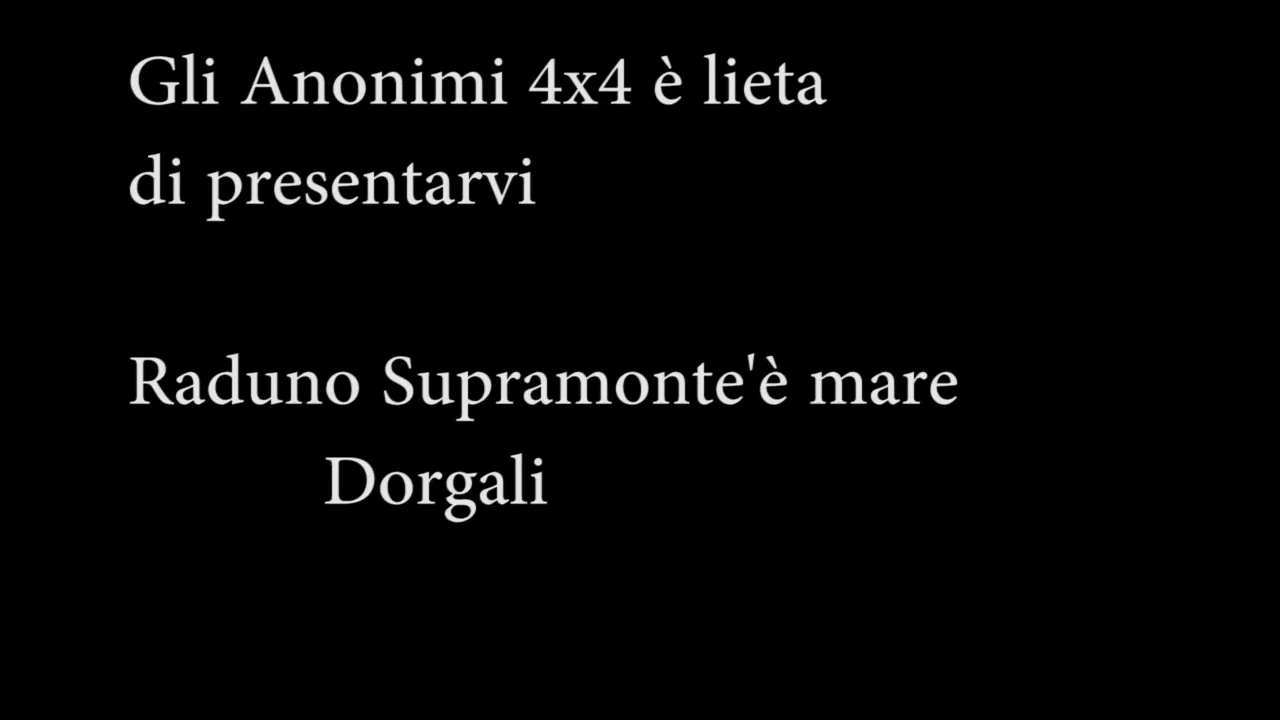 Gli Anonimi 4x4 è lieta
di presentarvi
Raduno Supramonte'è mare
Dorgali